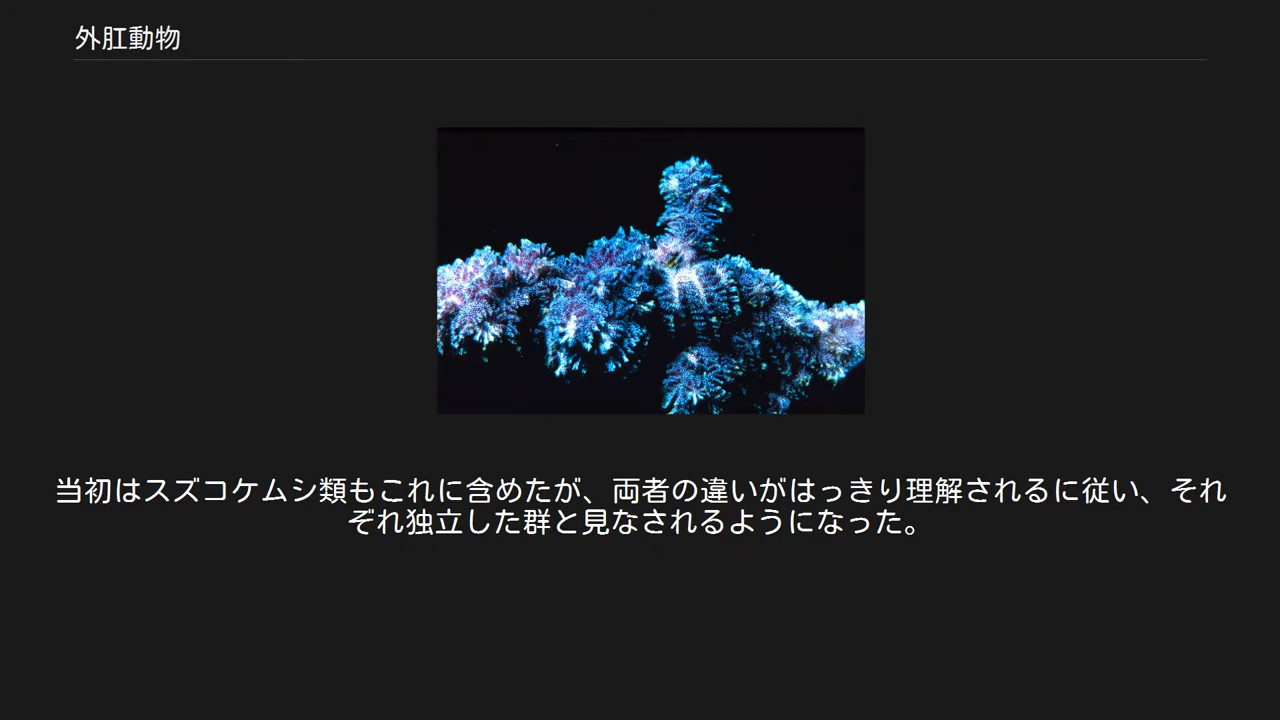 外肛動物
当初はスズコケムシ類もこれに含めたが、両者の違いがはっきり理解されるに従い、それ
ぞれ独立した群と見なされるようになった。